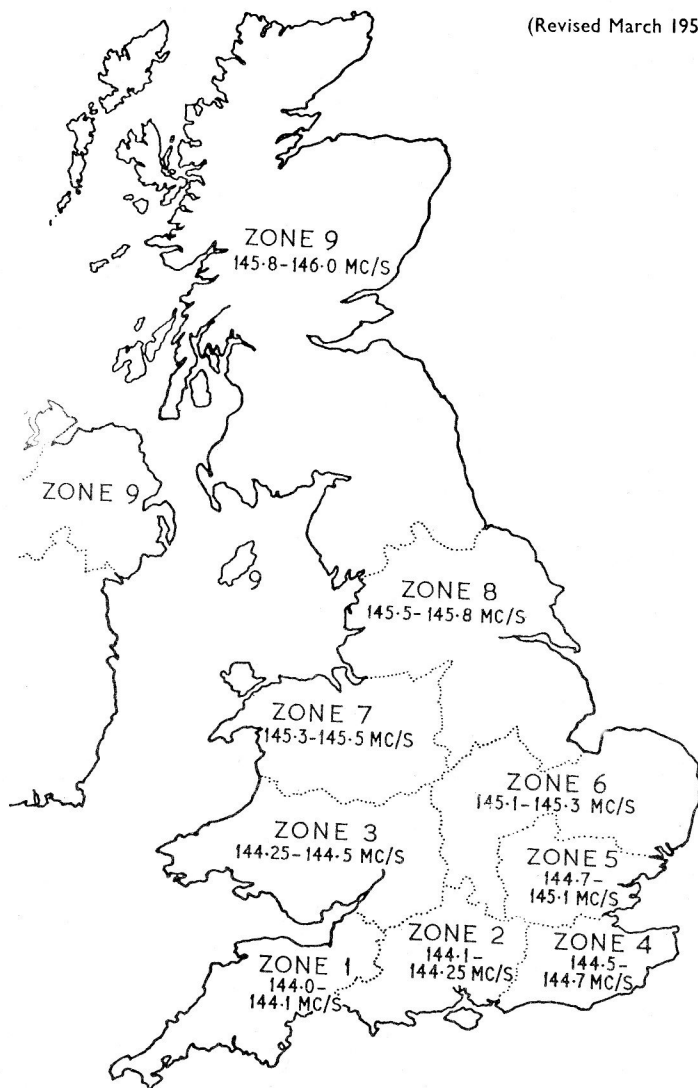 (Revised March 195
ZONE 9
145·8–146·0 MC/S
ZONE 9
9
ZONE 8
145·5–145·8 MC/S
ZONE 7
145·3–145·5 MC/S
ZONE 6
145·1–145·3 MC/S
ZONE 3
144·25–144·5 MC/S
ZONE 5
144·7–
145·1 MC/S
ZONE 2
144·1–
144·25 MC/S
ZONE 4
144·5–
144·7 MC/S
ZONE 1
144·0–
144·1 MC/S